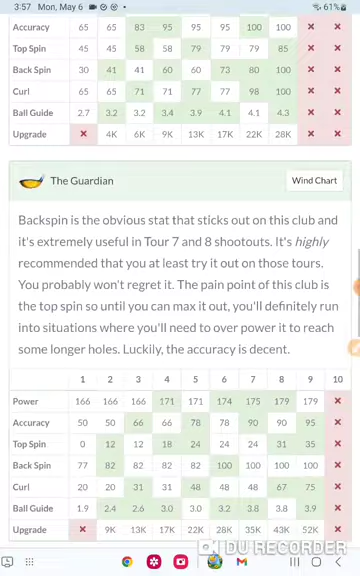 3:57 Mon, May 6 61%
Accuracy 65 65 83 95 95 95 100 100 × ×
Top Spin 45 45 58 58 79 79 79 85 × ×
Back Spin 30 41 41 60 60 73 80 100 × ×
Curl 65 65 71 71 77 77 98 100 × ×
Ball Guide 2.7 3.2 3.2 3.4 3.9 4.1 4.1 4.3 × ×
Upgrade × 4K 6K 9K 13K 17K 22K 28K × ×
The Guardian Wind Chart
Backspin is the obvious stat that sticks out on this club and
it's extremely useful in Tour 7 and 8 shootouts. It's highly
recommended that you at least try it out on those tours.
You probably won't regret it. The pain point of this club is
the top spin so until you can max it out, you'll definitely run
into situations where you'll need to over power it to reach
some longer holes. Luckily, the accuracy is decent.
1 2 3 4 5 6 7 8 9 10
Power 166 166 166 171 171 174 175 179 179 ×
Accuracy 50 50 66 66 78 78 90 90 95 ×
Top Spin 0 12 12 18 24 24 24 31 35 ×
Back Spin 77 82 82 82 82 100 100 100 100 ×
Curl 20 20 31 31 48 48 48 67 75 ×
Ball Guide 1.9 2.4 2.6 3.0 3.0 3.2 3.8 3.8 3.9 ×
Upgrade × 9K 13K 17K 22K 28K 35K 43K 52K ×
DU RECORDER